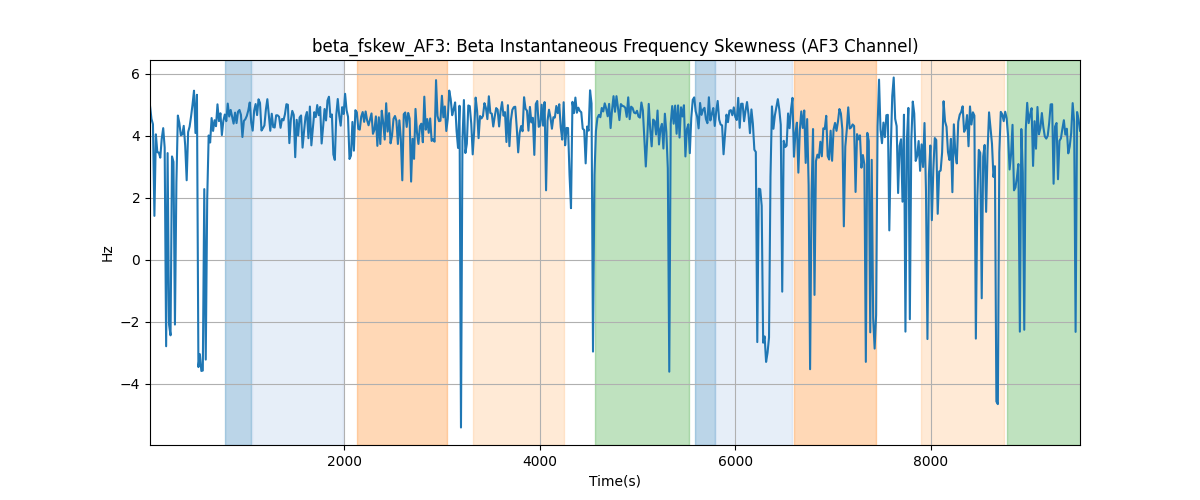 beta_fskew_AF3: Beta Instantaneous Frequency Skewness (AF3 Channel)
6
4
2
0
−2
−4
Hz
2000 4000 6000 8000
Time(s)